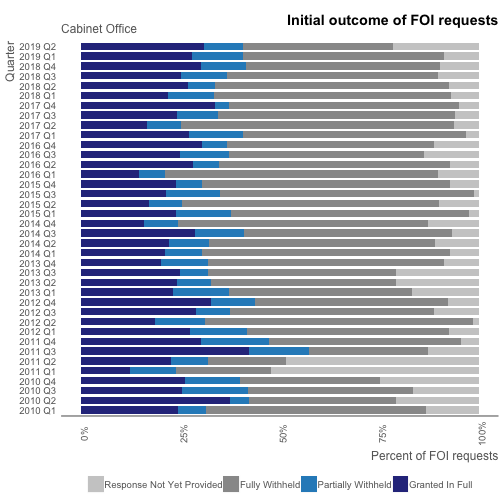 Initial outcome of FOI requests
Cabinet Office
Quarter
2019 Q2
2019 Q1
2018 Q4
2018 Q3
2018 Q2
2018 Q1
2017 Q4
2017 Q3
2017 Q2
2017 Q1
2016 Q4
2016 Q3
2016 Q2
2016 Q1
2015 Q4
2015 Q3
2015 Q2
2015 Q1
2014 Q4
2014 Q3
2014 Q2
2014 Q1
2013 Q4
2013 Q3
2013 Q2
2013 Q1
2012 Q4
2012 Q3
2012 Q2
2012 Q1
2011 Q4
2011 Q3
2011 Q2
2011 Q1
2010 Q4
2010 Q3
2010 Q2
2010 Q1
0% 25% 50% 75% 100%
Percent of FOI requests
Response Not Yet Provided Fully Withheld Partially Withheld Granted In Full